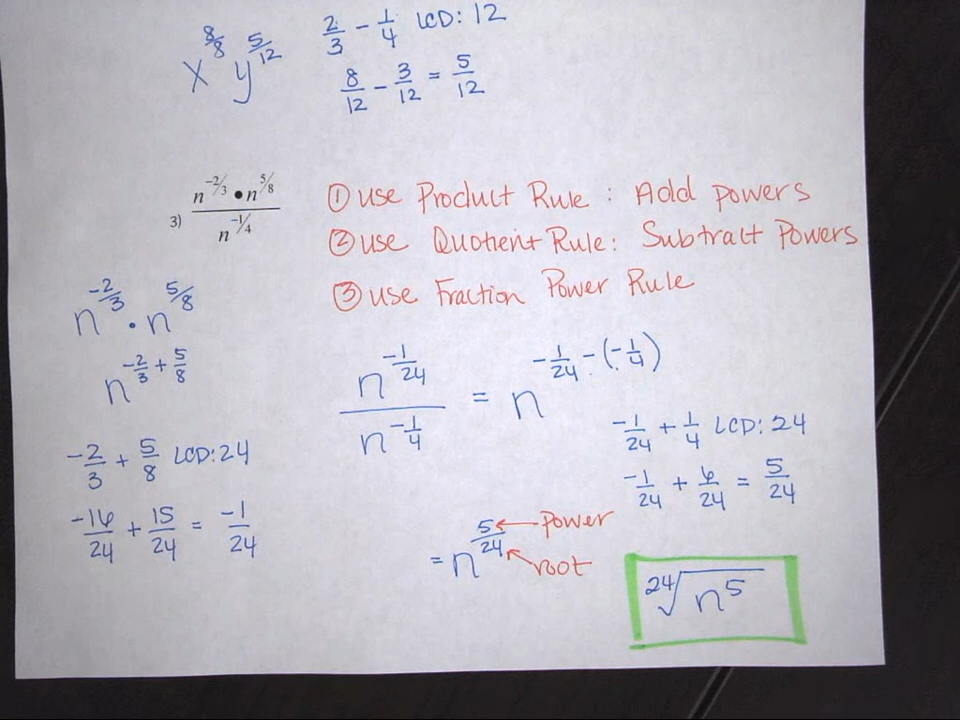 x^(8/8) y^(5/12)
2/3 - 1/4 LCD: 12
8/12 - 3/12 = 5/12
3) (n^(-2/3) • n^(5/8)) / n^(-1/4)
① use Product Rule : Add powers
② use Quotient Rule: Subtract Powers
③ use Fraction Power Rule
n^(-2/3) · n^(5/8)
n^(-2/3 + 5/8)
-2/3 + 5/8 LCD: 24
-16/24 + 15/24 = -1/24
n^(-1/24) / n^(-1/4) = n^(-1/24 - (-1/4))
-1/24 + 1/4 LCD: 24
-1/24 + 6/24 = 5/24
= n^(5/24) ← power
← root
²⁴√n⁵